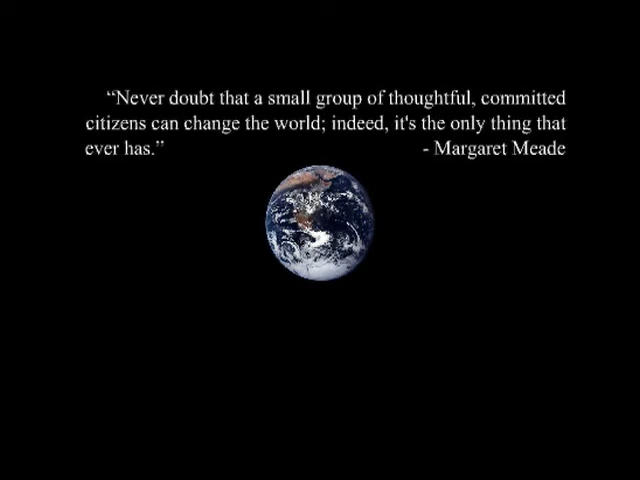 “Never doubt that a small group of thoughtful, committed
citizens can change the world; indeed, it's the only thing that
ever has.” - Margaret Meade